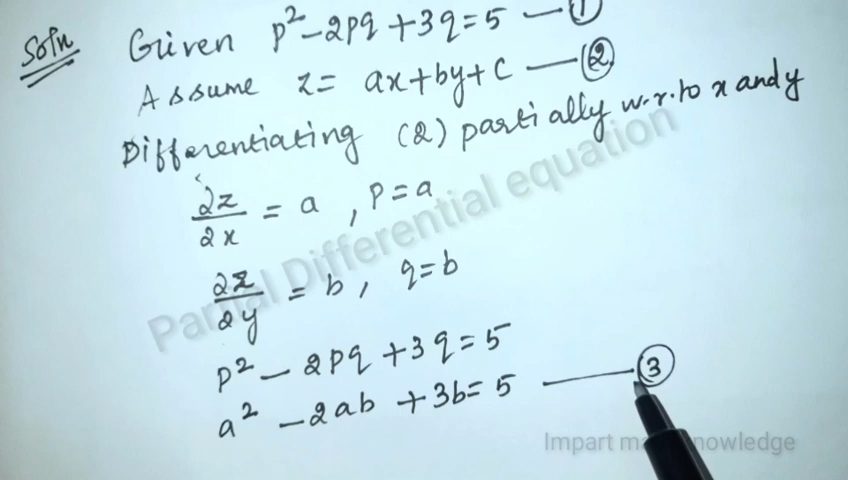 Soln Given p² - 2pq + 3q = 5 — ①
Assume z = ax + by + c — ②
Differentiating (2) partially w.r.to x and y
∂z/∂x = a , p = a
∂z/∂y = b, q = b
p² - 2pq + 3q = 5
a² - 2ab + 3b = 5 — ③
Partial Differential equation
Impart